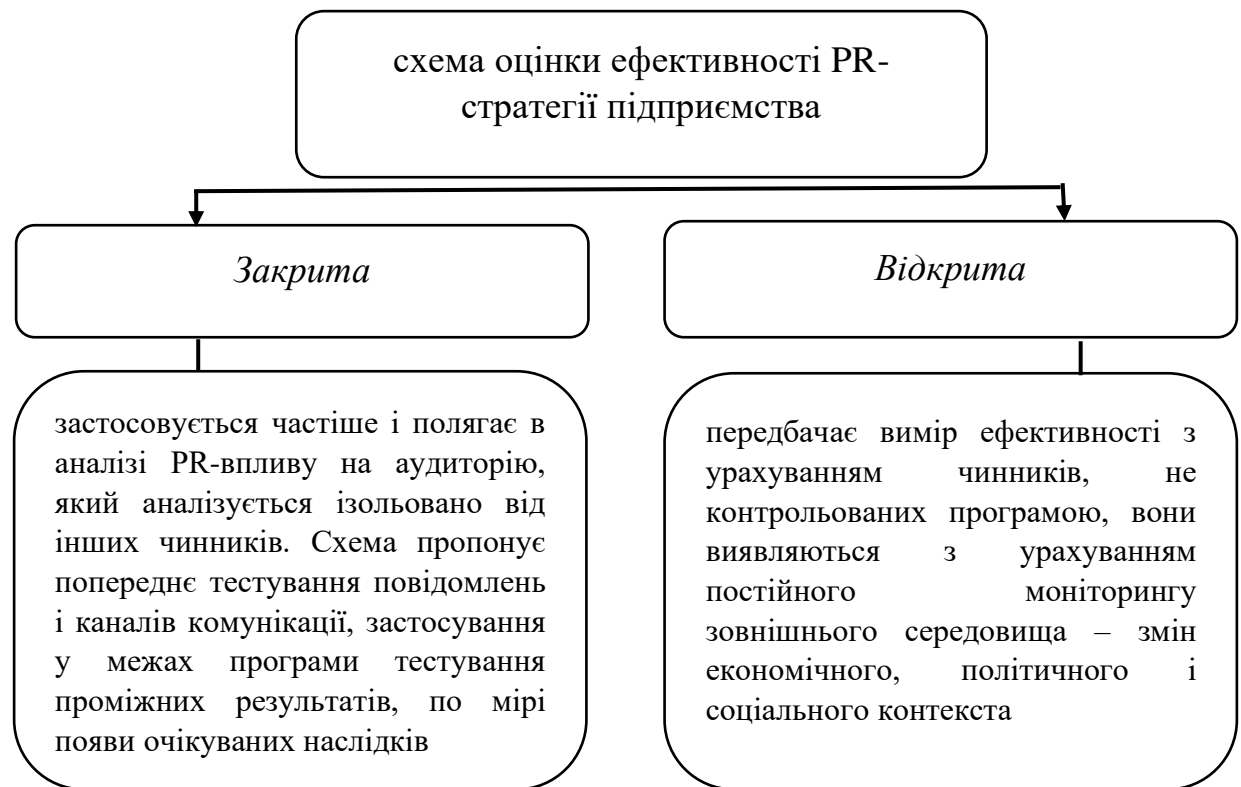 схема оцінки ефективності PR-
стратегії підприємства
Закрита
Відкрита
застосовується частіше і полягає в
аналізі PR-впливу на аудиторію,
який аналізується ізольовано від
інших чинників. Схема пропонує
попереднє тестування повідомлень
і каналів комунікації, застосування
у межах програми тестування
проміжних результатів, по мірі
появи очікуваних наслідків
передбачає вимір ефективності з
урахуванням чинників, не
контрольованих програмою, вони
виявляються з урахуванням
постійного моніторингу
зовнішнього середовища – змін
економічного, політичного і
соціального контекста